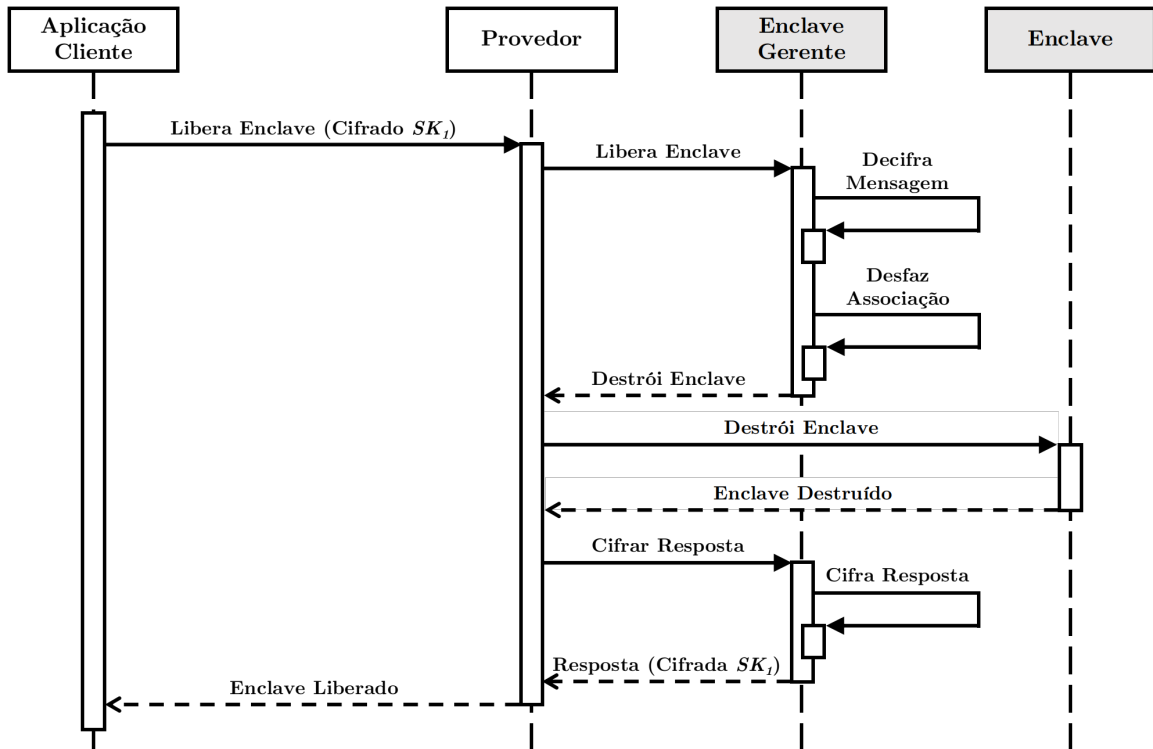 Aplicação
Cliente
Provedor
Enclave
Gerente
Enclave
Libera Enclave (Cifrado SK₁)
Libera Enclave
Decifra
Mensagem
Desfaz
Associação
Destrói Enclave
Destrói Enclave
Enclave Destruído
Cifrar Resposta
Cifra Resposta
Resposta (Cifrada SK₁)
Enclave Liberado